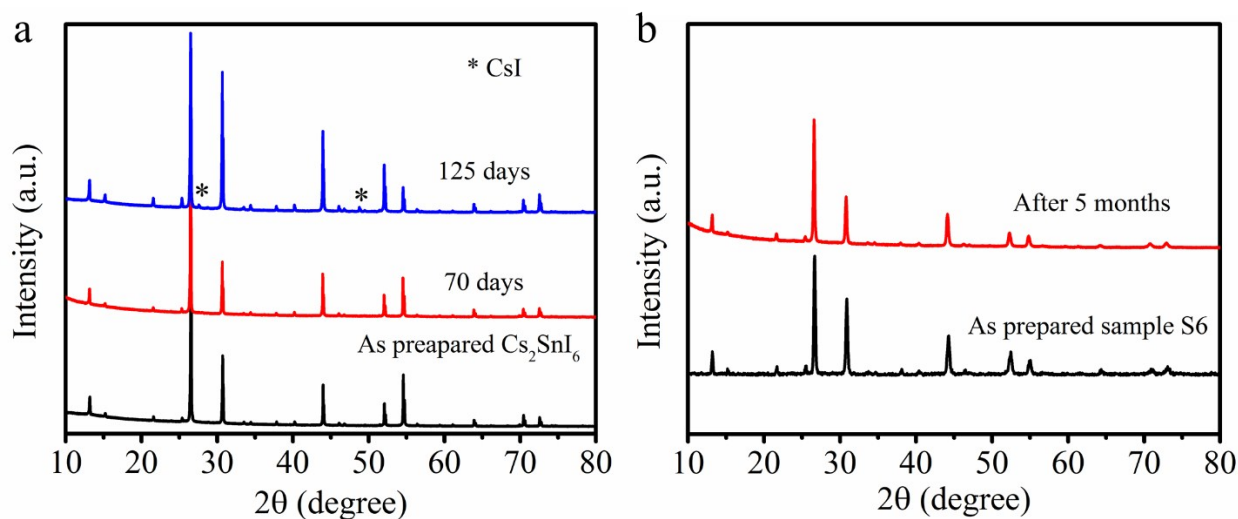 a
* CsI
125 days
*
*
70 days
As preapared Cs₂SnI₆
Intensity (a.u.)
10 20 30 40 50 60 70 80
2θ (degree)
b
After 5 months
As prepared sample S6
Intensity (a.u.)
10 20 30 40 50 60 70 80
2θ (degree)